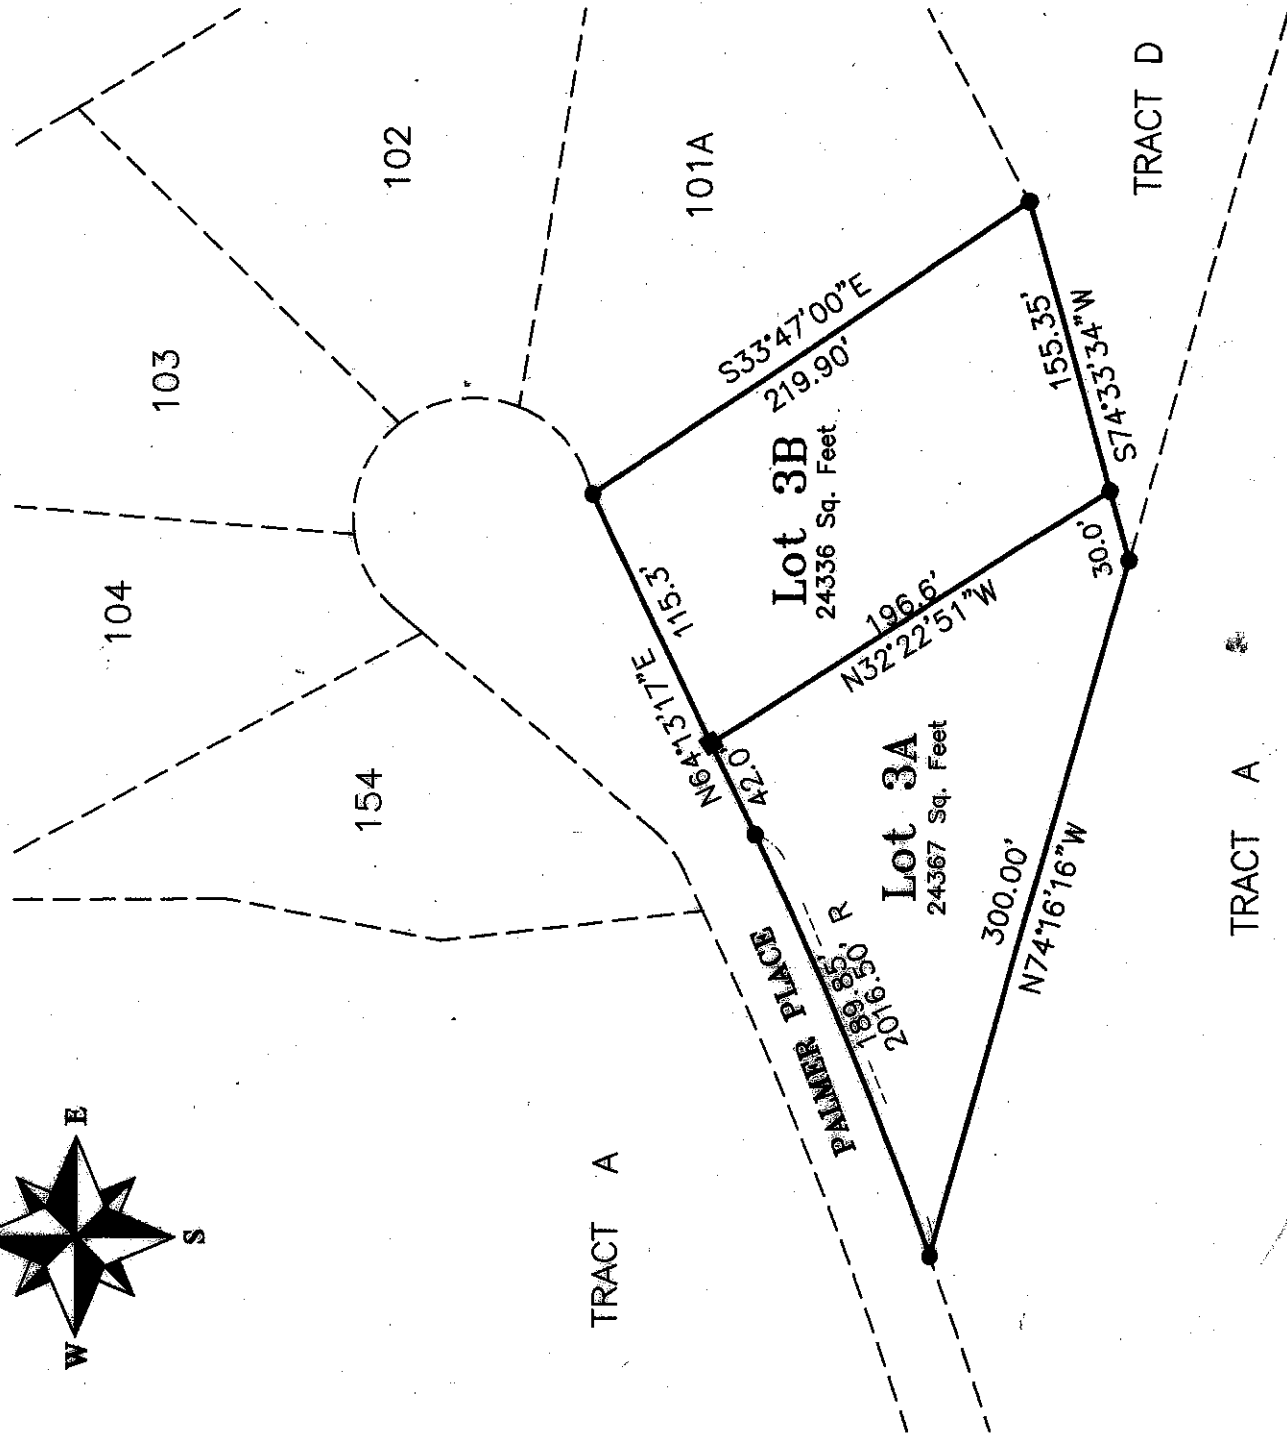 E
W
S
102
101A
TRACT D
103
104
154
S33°47'00"E
219.90'
155.35'
S74°33'34"W
Lot 3B
24336 Sq. Feet
115.3'
N64°13'17"E
42.0'
196.6'
N32°22'51"W
30.0'
Lot 3A
24367 Sq. Feet
300.00'
N74°16'16"W
PALMER PLACE
189.85'
2016.50' R
TRACT A
TRACT A